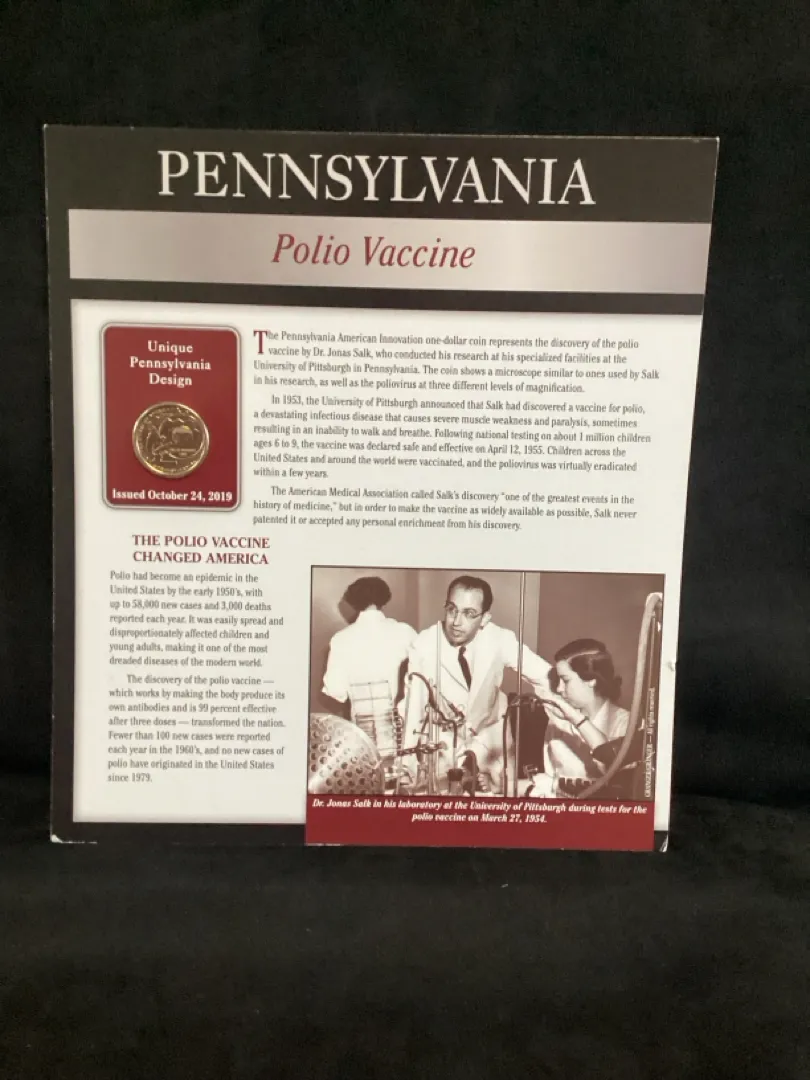 PENNSYLVANIA
Polio Vaccine
Unique
Pennsylvania
Design
Issued October 24, 2019
The Pennsylvania American Innovation one-dollar coin represents the discovery of the polio
vaccine by Dr. Jonas Salk, who conducted his research at his specialized facilities at the
University of Pittsburgh in Pennsylvania. The coin shows a microscope similar to ones used by Salk
in his research, as well as the poliovirus at three different levels of magnification.
In 1953, the University of Pittsburgh announced that Salk had discovered a vaccine for polio,
a devastating infectious disease that causes severe muscle weakness and paralysis, sometimes
resulting in an inability to walk and breathe. Following national testing on about 1 million children
ages 6 to 9, the vaccine was declared safe and effective on April 12, 1955. Children across the
United States and around the world were vaccinated, and the poliovirus was virtually eradicated
within a few years.
The American Medical Association called Salk's discovery "one of the greatest events in the
history of medicine," but in order to make the vaccine as widely available as possible, Salk never
patented it or accepted any personal enrichment from his discovery.
THE POLIO VACCINE
CHANGED AMERICA
Polio had become an epidemic in the
United States by the early 1950's, with
up to 58,000 new cases and 3,000 deaths
reported each year. It was easily spread and
disproportionately affected children and
young adults, making it one of the most
dreaded diseases of the modern world.
The discovery of the polio vaccine —
which works by making the body produce its
own antibodies and is 99 percent effective
after three doses — transformed the nation.
Fewer than 100 new cases were reported
each year in the 1960's, and no new cases of
polio have originated in the United States
since 1979.
GRANGER/GRANGER — All rights reserved.
Dr. Jonas Salk in his laboratory at the University of Pittsburgh during tests for the
polio vaccine on March 27, 1954.